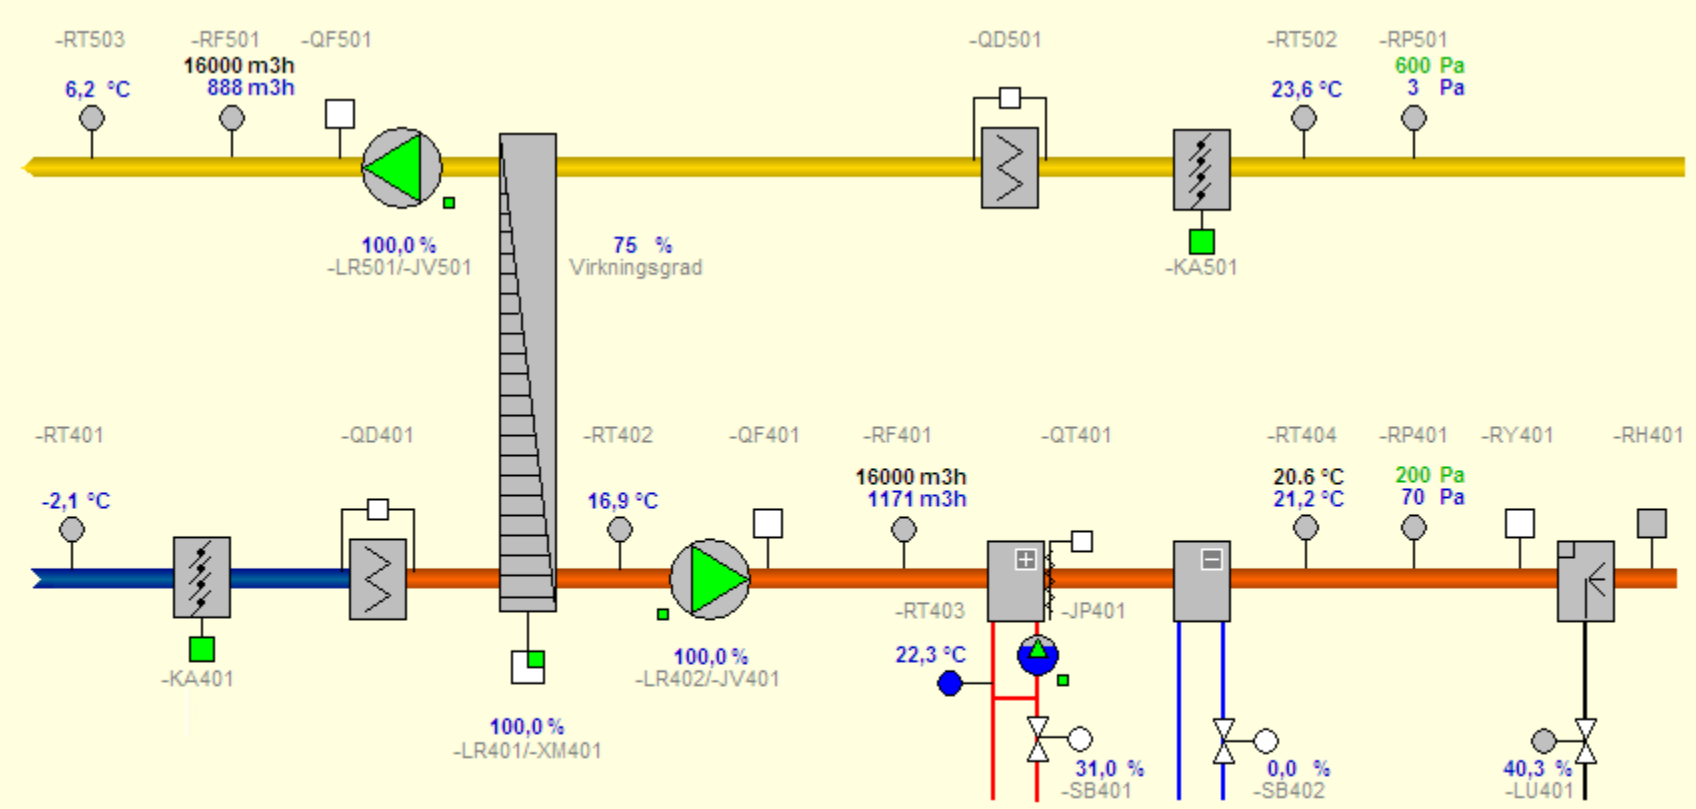 -RT503
-RF501
-QF501
-QD501
-RT502
-RP501
16000 m3h
600 Pa
6,2 °C
888 m3h
23,6 °C
3 Pa
100,0 %
75 %
-LR501/-JV501
Virkningsgrad
-KA501
-RT401
-QD401
-RT402
-QF401
-RF401
-QT401
-RT404
-RP401
-RY401
-RH401
16000 m3h
20.6 °C
200 Pa
-2,1 °C
16,9 °C
1171 m3h
21,2 °C
70 Pa
-RT403
-JP401
22,3 °C
100,0 %
-KA401
-LR402/-JV401
100,0 %
-LR401/-XM401
31,0 %
0,0 %
40,3 %
-SB401
-SB402
-LU401